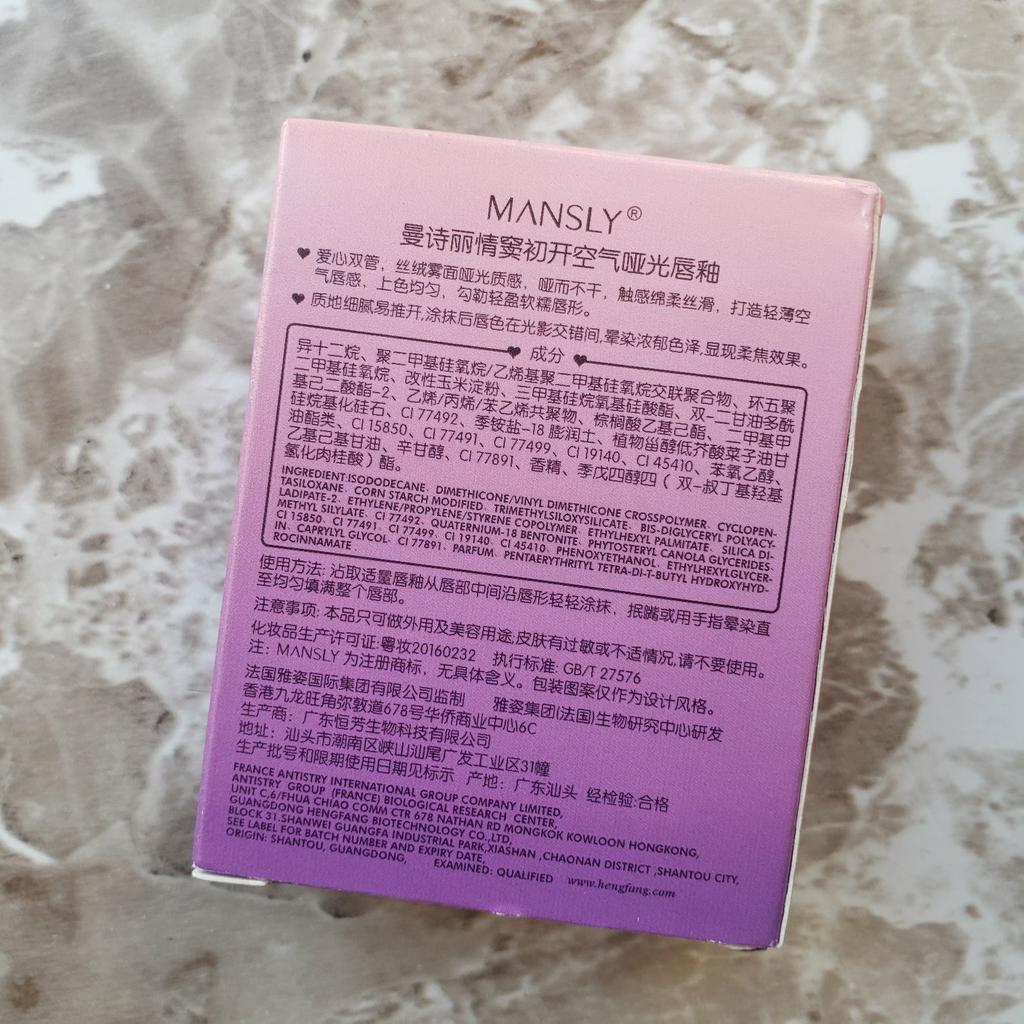 MANSLY®
曼诗丽情窦初开空气哑光唇釉
♥ 爱心双管，丝绒雾面哑光质感，哑而不干，触感绵柔丝滑，打造轻薄空
气唇感，上色均匀，勾勒轻盈软糯唇形。
♥ 质地细腻易推开,涂抹后唇色在光影交错间,晕染浓郁色泽,显现柔焦效果。
♥ 成分 ♥
异十二烷、聚二甲基硅氧烷/乙烯基聚二甲基硅氧烷交联聚合物、环五聚
二甲基硅氧烷、改性玉米淀粉、三甲基硅烷氧基硅酸酯、双-二甘油多酰
基己二酸酯-2、乙烯/丙烯/苯乙烯共聚物、棕榈酸乙基己酯、二甲基甲
硅烷基化硅石、CI 77492、季铵盐-18 膨润土、植物甾醇低芥酸菜子油甘
油酯类、CI 15850、CI 77491、CI 77499、CI 19140、CI 45410、苯氧乙醇、
乙基己基甘油、辛甘醇、CI 77891、香精、季戊四醇四（双-叔丁基羟基
氢化肉桂酸）酯。
INGREDIENT:ISODODECANE、DIMETHICONE/VINYL DIMETHICONE CROSSPOLYMER、CYCLOPEN-
TASILOXANE、CORN STARCH MODIFIED、TRIMETHYLSILOXYSILICATE、BIS-DIGLYCERYL POLYACY-
LADIPATE-2、ETHYLENE/PROPYLENE/STYRENE COPOLYMER、ETHYLHEXYL PALMITATE、SILICA DI-
METHYL SILYLATE、CI 77492、QUATERNIUM-18 BENTONITE、PHYTOSTERYL CANOLA GLYCERIDES、
CI 15850、CI 77491、CI 77499、CI 19140、CI 45410、PHENOXYETHANOL、ETHYLHEXYLGLYCER-
IN、CAPRYLYL GLYCOL、CI 77891、PARFUM、PENTAERYTHRITYL TETRA-DI-T-BUTYL HYDROXYHYD-
ROCINNAMATE
使用方法: 沾取适量唇釉从唇部中间沿唇形轻轻涂抹、抿嘴或用手指晕染直
至均匀填满整个唇部。
注意事项: 本品只可做外用及美容用途;皮肤有过敏或不适情况,请不要使用。
化妆品生产许可证:粤妆20160232 执行标准: GB/T 27576
注：MANSLY 为注册商标，无具体含义。包装图案仅作为设计风格。
法国雅姿国际集团有限公司监制 雅姿集团(法国)生物研究中心研发
香港九龙旺角弥敦道678号华侨商业中心6C
生产商：广东恒芳生物科技有限公司
地址：汕头市潮南区峡山汕尾广发工业区31幢
生产批号和限期使用日期见标示 产地：广东汕头 经检验:合格
FRANCE ANTISTRY INTERNATIONAL GROUP COMPANY LIMITED,
ANTISTRY GROUP (FRANCE) BIOLOGICAL RESEARCH CENTER,
UNIT C,6/FHUA CHIAO COMM CTR 678 NATHAN RD MONGKOK KOWLOON HONGKONG,
GUANGDONG HENGFANG BIOTECHNOLOGY CO.,LTD,
BLOCK 31.SHANWEI GUANGFA INDUSTRIAL PARK,XIASHAN ,CHAONAN DISTRICT ,SHANTOU CITY,
SEE LABEL FOR BATCH NUMBER AND EXPIRY DATE,
ORIGIN: SHANTOU, GUANGDONG, EXAMINED: QUALIFIED www.hengfang.com